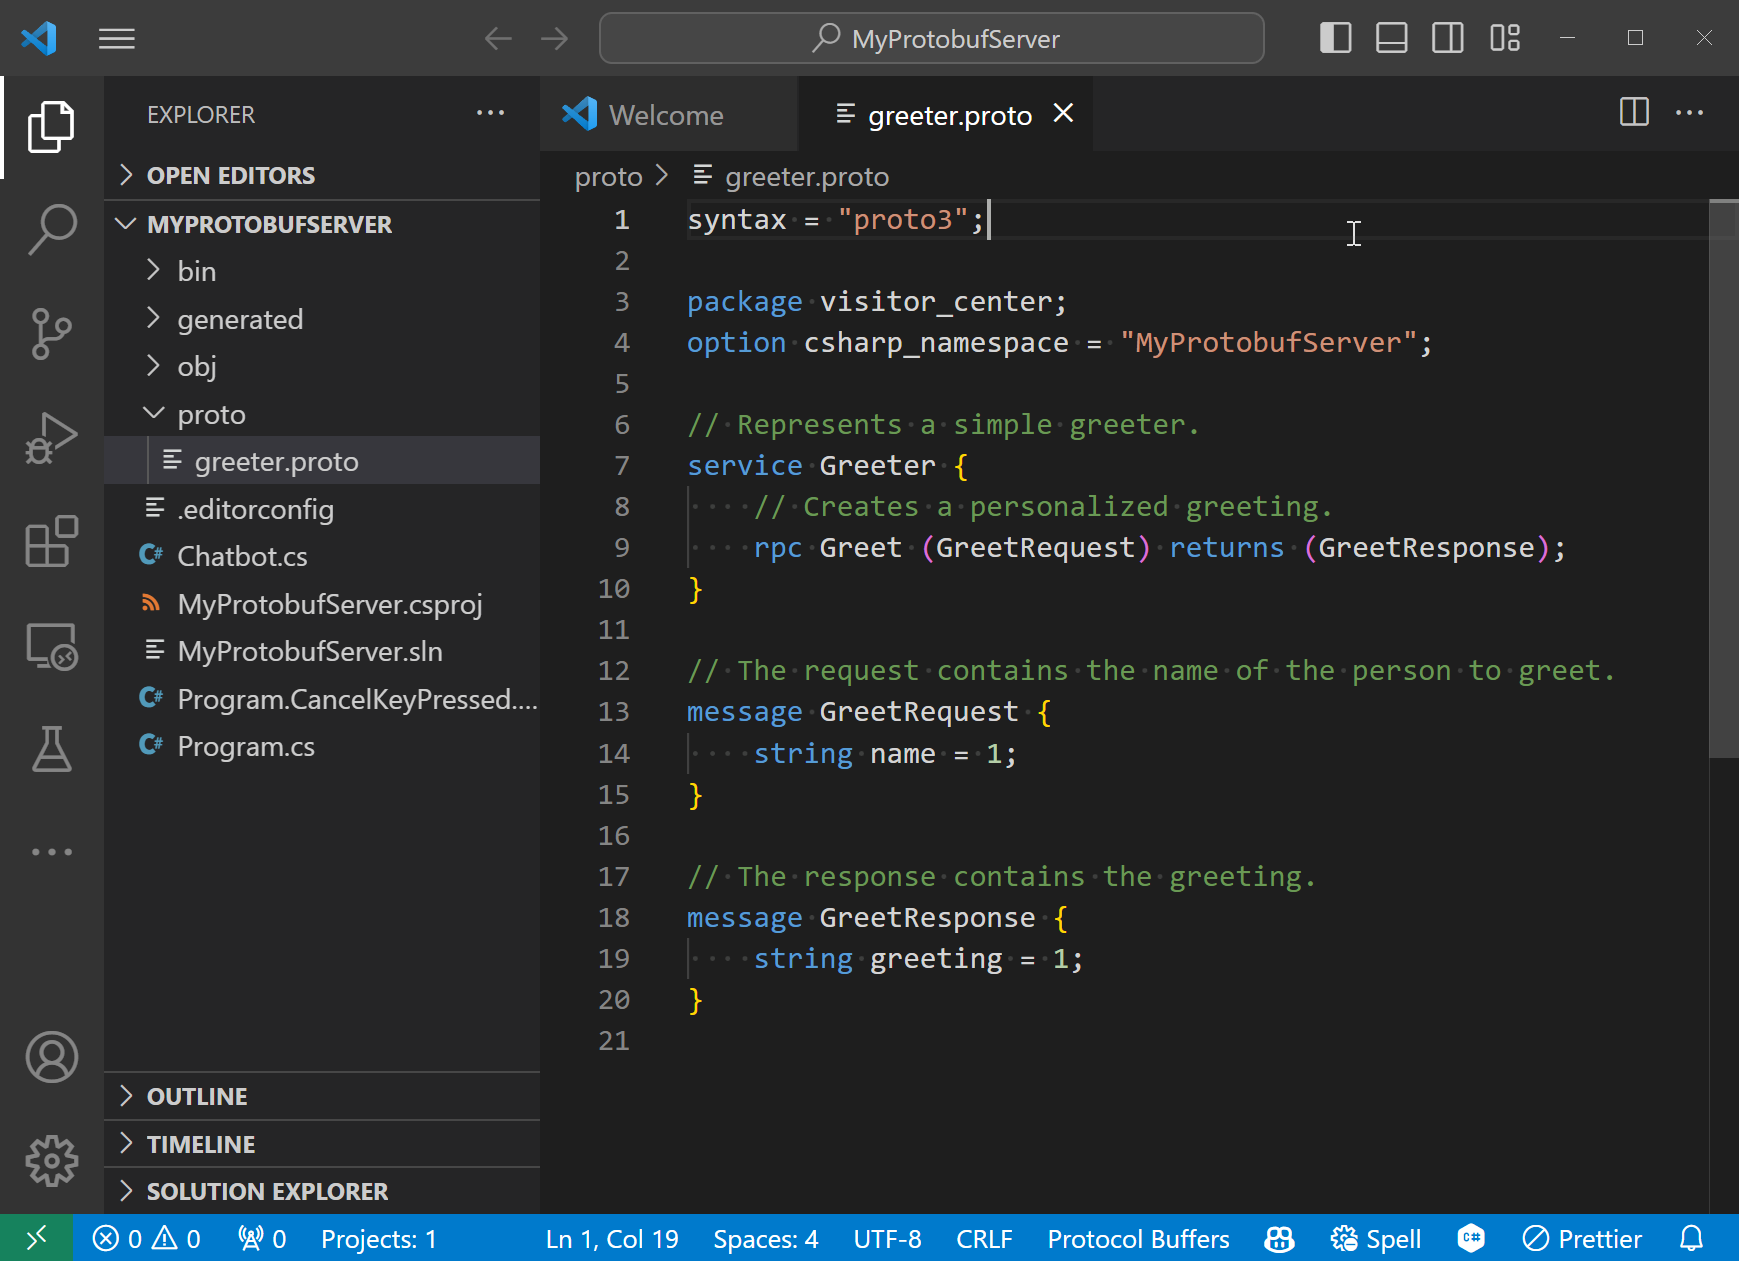 MyProtobufServer
EXPLORER
OPEN EDITORS
MYPROTOBUFSERVER
bin
generated
obj
proto
greeter.proto
.editorconfig
C# Chatbot.cs
MyProtobufServer.csproj
MyProtobufServer.sln
C# Program.CancelKeyPressed....
C# Program.cs
OUTLINE
TIMELINE
SOLUTION EXPLORER
Welcome
greeter.proto
proto > greeter.proto
1 syntax = "proto3";
2
3 package visitor_center;
4 option csharp_namespace = "MyProtobufServer";
5
6 // Represents a simple greeter.
7 service Greeter {
8     // Creates a personalized greeting.
9     rpc Greet (GreetRequest) returns (GreetResponse);
10 }
11
12 // The request contains the name of the person to greet.
13 message GreetRequest {
14     string name = 1;
15 }
16
17 // The response contains the greeting.
18 message GreetResponse {
19     string greeting = 1;
20 }
21
0 0 0 Projects: 1 Ln 1, Col 19 Spaces: 4 UTF-8 CRLF Protocol Buffers Spell C# Prettier